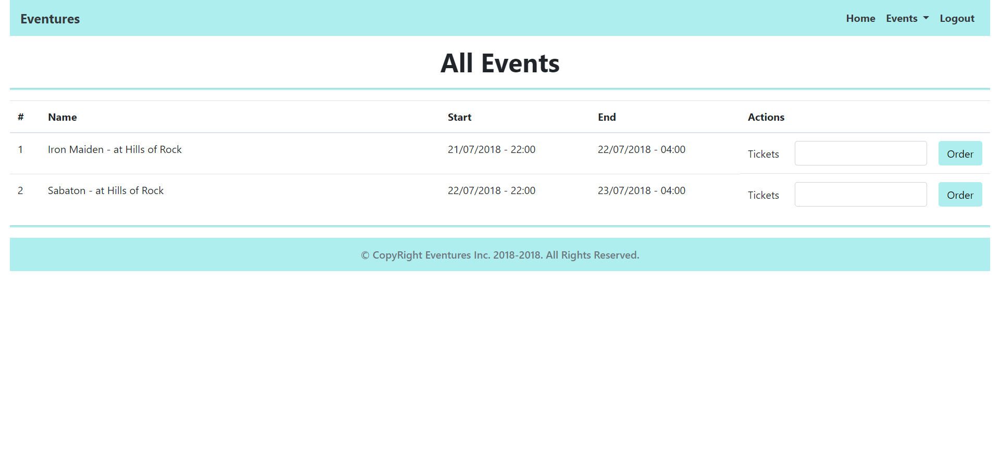 Eventures Home Events Logout
All Events
# Name Start End Actions
1 Iron Maiden - at Hills of Rock 21/07/2018 - 22:00 22/07/2018 - 04:00 Tickets Order
2 Sabaton - at Hills of Rock 22/07/2018 - 22:00 23/07/2018 - 04:00 Tickets Order
© CopyRight Eventures Inc. 2018-2018. All Rights Reserved.